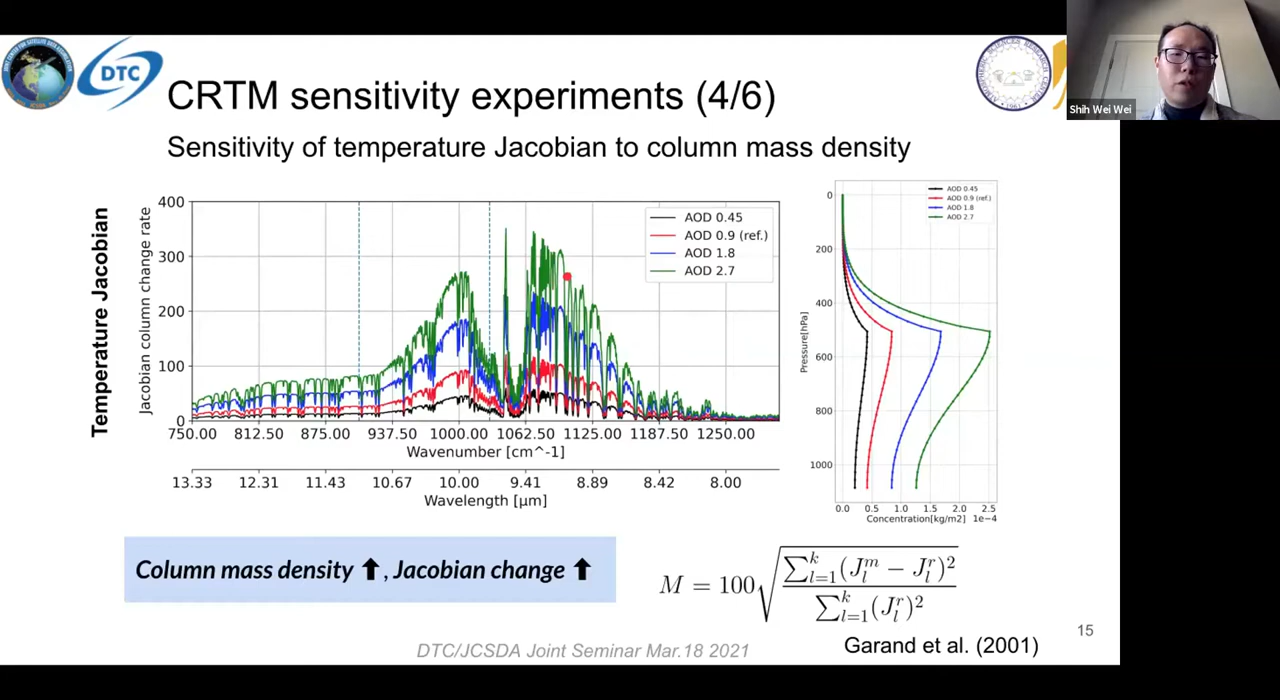 DTC
Shih Wei Wei
CRTM sensitivity experiments (4/6)
Sensitivity of temperature Jacobian to column mass density
Temperature Jacobian
Jacobian column change rate
400
300
200
100
0
AOD 0.45
AOD 0.9 (ref.)
AOD 1.8
AOD 2.7
750.00 812.50 875.00 937.50 1000.00 1062.50 1125.00 1187.50 1250.00
Wavenumber [cm^-1]
13.33 12.31 11.43 10.67 10.00 9.41 8.89 8.42 8.00
Wavelength [μm]
AOD 0.45
AOD 0.9 (ref.)
AOD 1.8
AOD 2.7
Pressure[hPa]
0
200
400
600
800
1000
0.0 0.5 1.0 1.5 2.0 2.5
Concentration[kg/m2] 1e−4
Column mass density ⬆, Jacobian change ⬆
M = 100√(∑ₗ₌₁ᵏ(Jₗᵐ − Jₗʳ)² / ∑ₗ₌₁ᵏ(Jₗʳ)²)
15
Garand et al. (2001)
DTC/JCSDA Joint Seminar Mar.18 2021